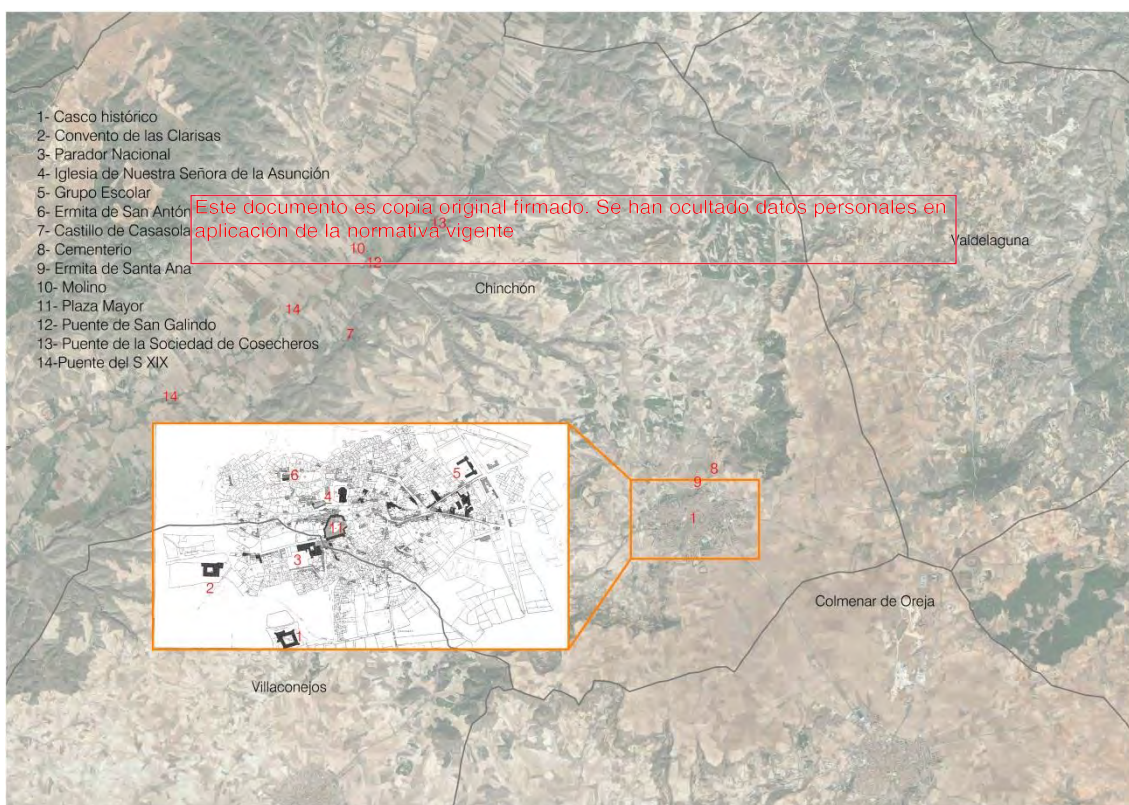 1- Casco histórico
2- Convento de las Clarisas
3- Parador Nacional
4- Iglesia de Nuestra Señora de la Asunción
5- Grupo Escolar
6- Ermita de San Antón
7- Castillo de Casasola
8- Cementerio
9- Ermita de Santa Ana
10- Molino
11- Plaza Mayor
12- Puente de San Galindo
13- Puente de la Sociedad de Cosecheros
14-Puente del S XIX
Este documento es copia original firmado. Se han ocultado datos personales en
aplicación de la normativa vigente
13
10
12
Valdelaguna
Chinchón
14
7
14
8
9
1
6
5
4
11
3
2
1
Colmenar de Oreja
Villaconejos